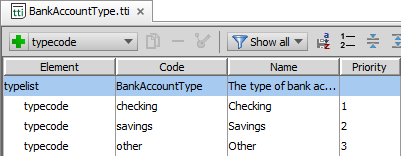 tti BankAccountType.tti
typecode Show all
Element Code Name Priority
typelist BankAccountType The type of bank ac...
typecode checking Checking 1
typecode savings Savings 2
typecode other Other 3